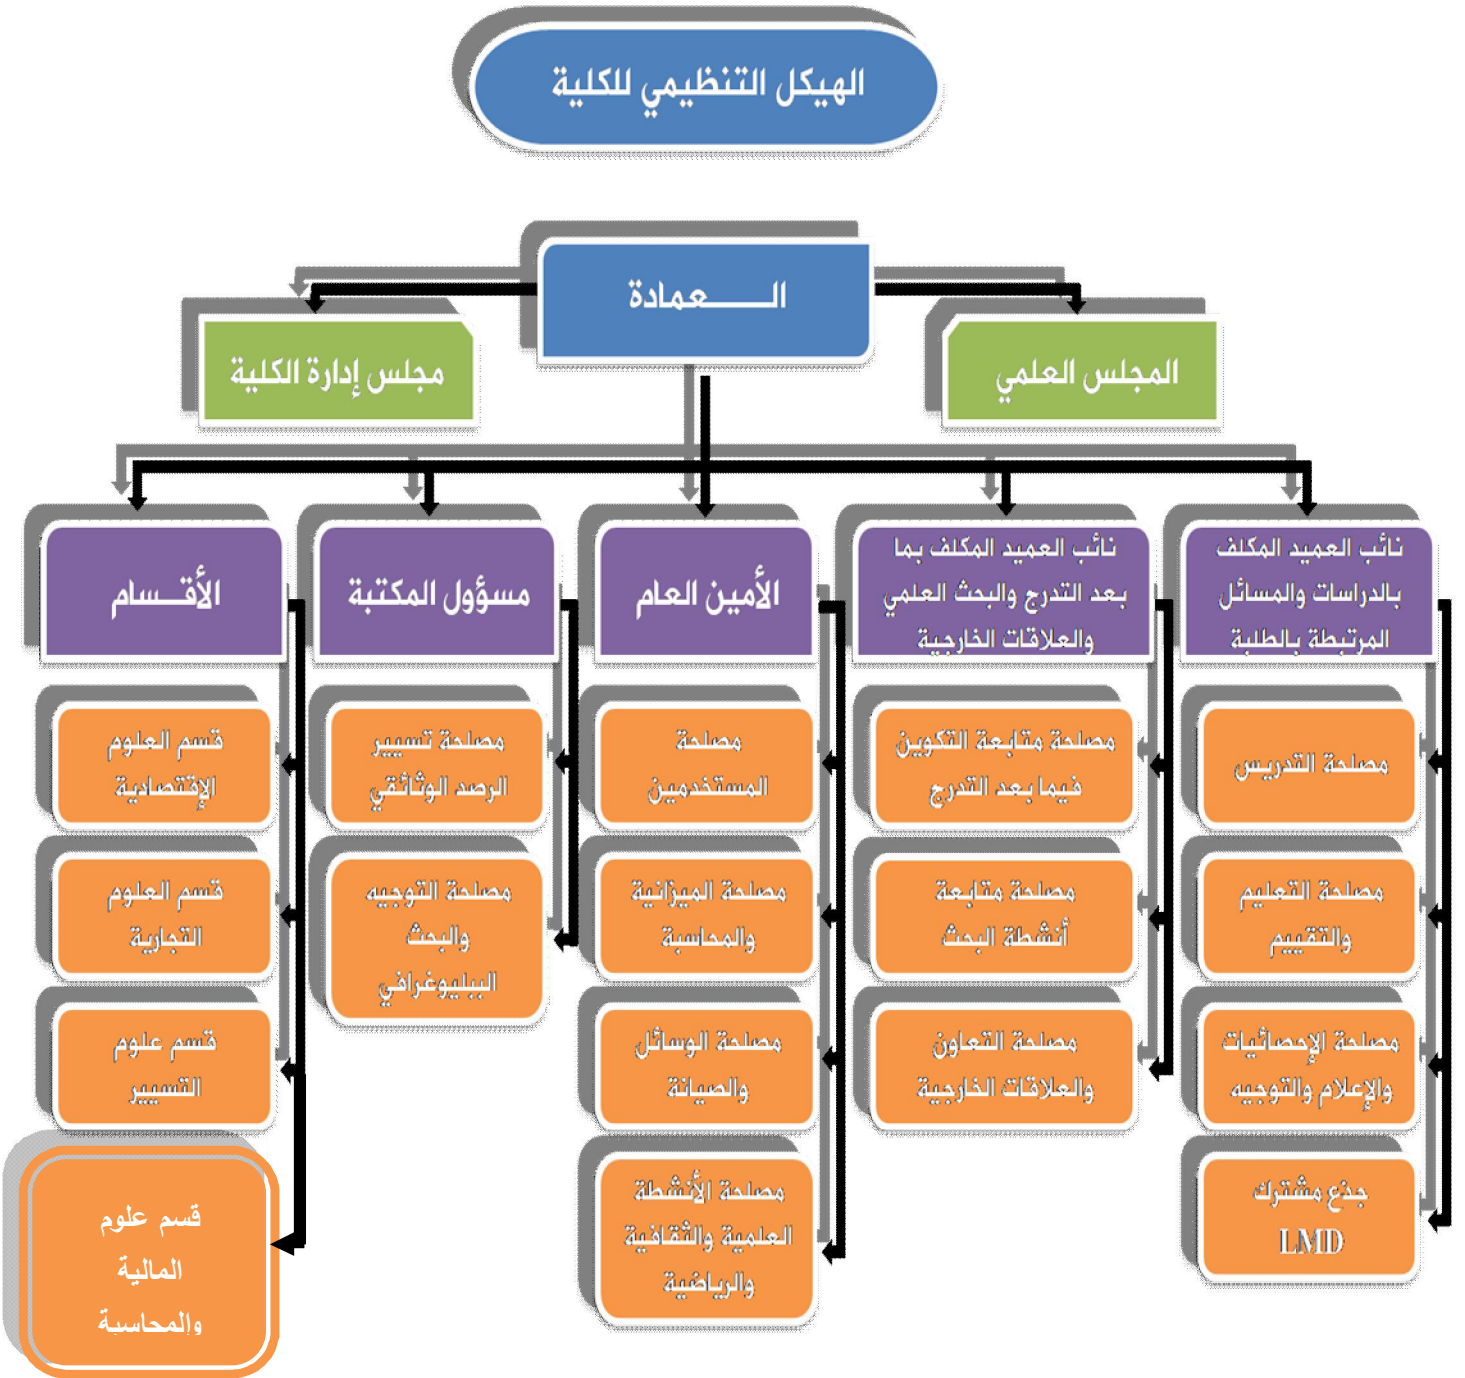 الهيكل التنظيمي للكلية
الـــــعمادة
المجلس العلمي
مجلس إدارة الكلية
نائب العميد المكلف
بالدراسات والمسائل
المرتبطة بالطلبة
مصلحة التدريس
مصلحة التعليم
والتقييم
مصلحة الإحصائيات
والإعلام والتوجيه
جذع مشترك
LMD
نائب العميد المكلف بما
بعد التدرج والبحث العلمي
والعلاقات الخارجية
مصلحة متابعة التكوين
فيما بعد التدرج
مصلحة متابعة
أنشطة البحث
مصلحة التعاون
والعلاقات الخارجية
الأمين العام
مصلحة
المستخدمين
مصلحة الميزانية
والمحاسبة
مصلحة الوسائل
والصيانة
مصلحة الأنشطة
العلمية والثقافية
والرياضية
مسؤول المكتبة
مصلحة تسيير
الرصد الوثائقي
مصلحة التوجيه
والبحث
الببليوغرافي
الأقـــسام
قسم العلوم
الإقتصادية
قسم العلوم
التجارية
قسم علوم
التسيير
قسم علوم
المالية
والمحاسبة